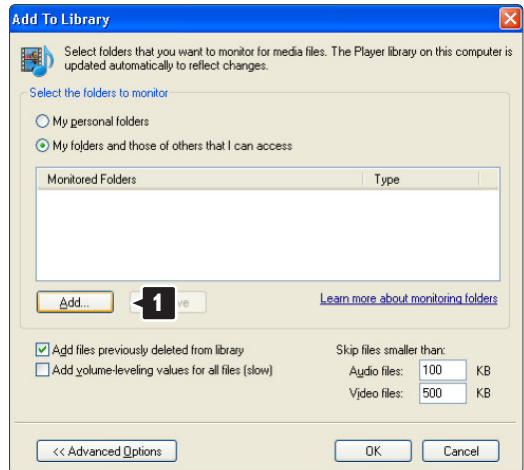 Add To Library
Select folders that you want to monitor for media files. The Player library on this computer is
updated automatically to reflect changes.
Select the folders to monitor
My personal folders
My folders and those of others that I can access
Monitored Folders Type
Add... 1 ve Learn more about monitoring folders
Add files previously deleted from library Skip files smaller than:
Add volume-leveling values for all files (slow) Audio files: 100 KB
Video files: 500 KB
<< Advanced Options OK Cancel